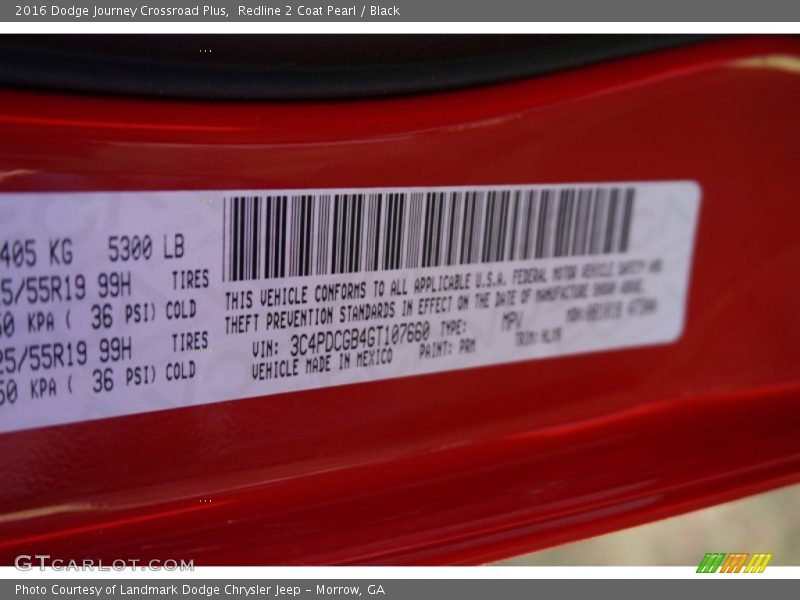 2016 Dodge Journey Crossroad Plus,  Redline 2 Coat Pearl / Black
405 KG    5300 LB
5/55R19 99H    TIRES
0 KPA ( 36 PSI) COLD
25/55R19 99H    TIRES
50 KPA ( 36 PSI) COLD
THIS VEHICLE CONFORMS TO ALL APPLICABLE U.S.A. FEDERAL MOTOR VEHICLE SAFETY AND
THEFT PREVENTION STANDARDS IN EFFECT ON THE DATE OF MANUFACTURE SHOWN ABOVE.
VIN: 3C4PDCGB4GT107660 TYPE: MPV
VEHICLE MADE IN MEXICO    PAINT: PRM    TRIM:
GTCARLOT.COM
Photo Courtesy of Landmark Dodge Chrysler Jeep – Morrow, GA